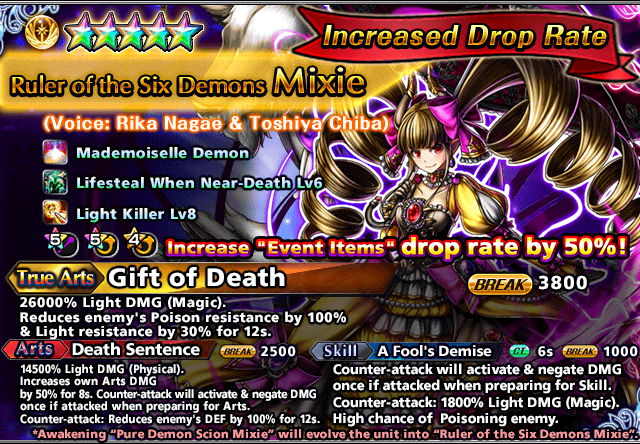 Increased Drop Rate
Ruler of the Six Demons Mixie
(Voice: Rika Nagae & Toshiya Chiba)
Mademoiselle Demon
Lifesteal When Near-Death Lv6
Light Killer Lv8
5 5 4 Increase "Event Items" drop rate by 50%!
True Arts Gift of Death BREAK 3800
26000% Light DMG (Magic).
Reduces enemy's Poison resistance by 100%
& Light resistance by 30% for 12s.
Arts Death Sentence BREAK 2500
14500% Light DMG (Physical).
Increases own Arts DMG
by 50% for 8s. Counter-attack will activate & negate DMG
once if attacked when preparing for Arts.
Counter-attack: Reduces enemy's DEF by 100% for 12s.
Skill A Fool's Demise CT 6s BREAK 1000
Counter-attack will activate & negate DMG
once if attacked when preparing for Skill.
Counter-attack: 1800% Light DMG (Magic).
High chance of Poisoning enemy.
*Awakening "Pure Demon Scion Mixie" will evolve the unit into "Ruler of the Six Demons Mixie